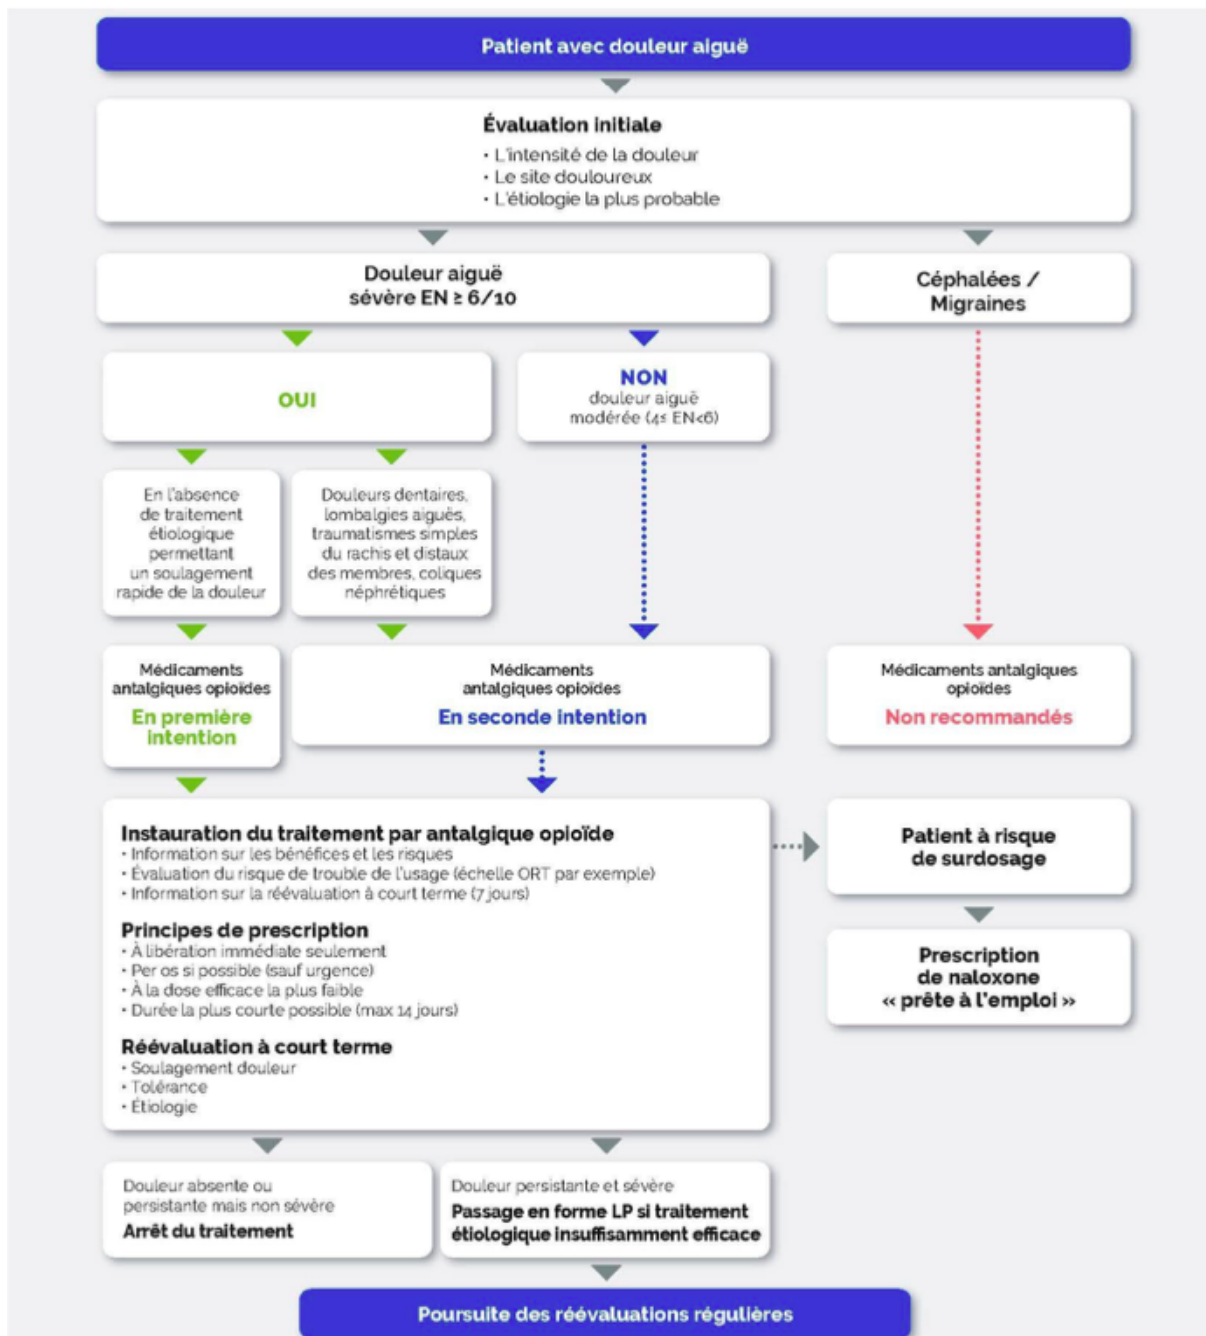 Patient avec douleur aiguë
Évaluation initiale
• L'intensité de la douleur
• Le site douloureux
• L'étiologie la plus probable
Douleur aiguë
sévère EN ≥ 6/10
Céphalées /
Migraines
OUI
NON
douleur aiguë
modérée (4≤ EN<6)
En l'absence
de traitement
étiologique
permettant
un soulagement
rapide de la douleur
Douleurs dentaires,
lombalgies aiguës,
traumatismes simples
du rachis et distaux
des membres, coliques
néphrétiques
Médicaments
antalgiques opioïdes
En première
intention
Médicaments
antalgiques opioïdes
En seconde intention
Médicaments antalgiques
opioïdes
Non recommandés
Instauration du traitement par antalgique opioïde
• Information sur les bénéfices et les risques
• Évaluation du risque de trouble de l'usage (échelle ORT par exemple)
• Information sur la réévaluation à court terme (7 jours)
Principes de prescription
• À libération immédiate seulement
• Per os si possible (sauf urgence)
• À la dose efficace la plus faible
• Durée la plus courte possible (max 14 jours)
Réévaluation à court terme
• Soulagement douleur
• Tolérance
• Étiologie
Patient à risque
de surdosage
Prescription
de naloxone
« prête à l'emploi »
Douleur absente ou
persistante mais non sévère
Arrêt du traitement
Douleur persistante et sévère
Passage en forme LP si traitement
étiologique insuffisamment efficace
Poursuite des réévaluations régulières